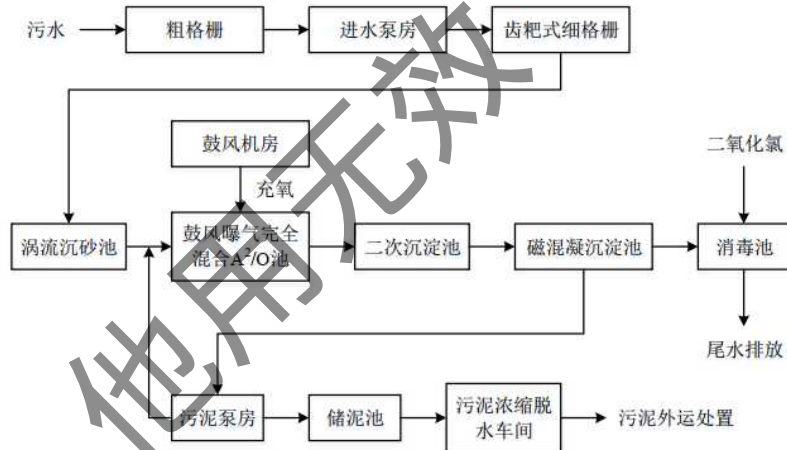 污水
粗格栅
进水泵房
齿耙式细格栅
鼓风机房
二氧化氯
充氧
涡流沉砂池
鼓风曝气完全
混合A²/O池
二次沉淀池
磁混凝沉淀池
消毒池
尾水排放
污泥泵房
储泥池
污泥浓缩脱
水车间
污泥外运处置
他用无效